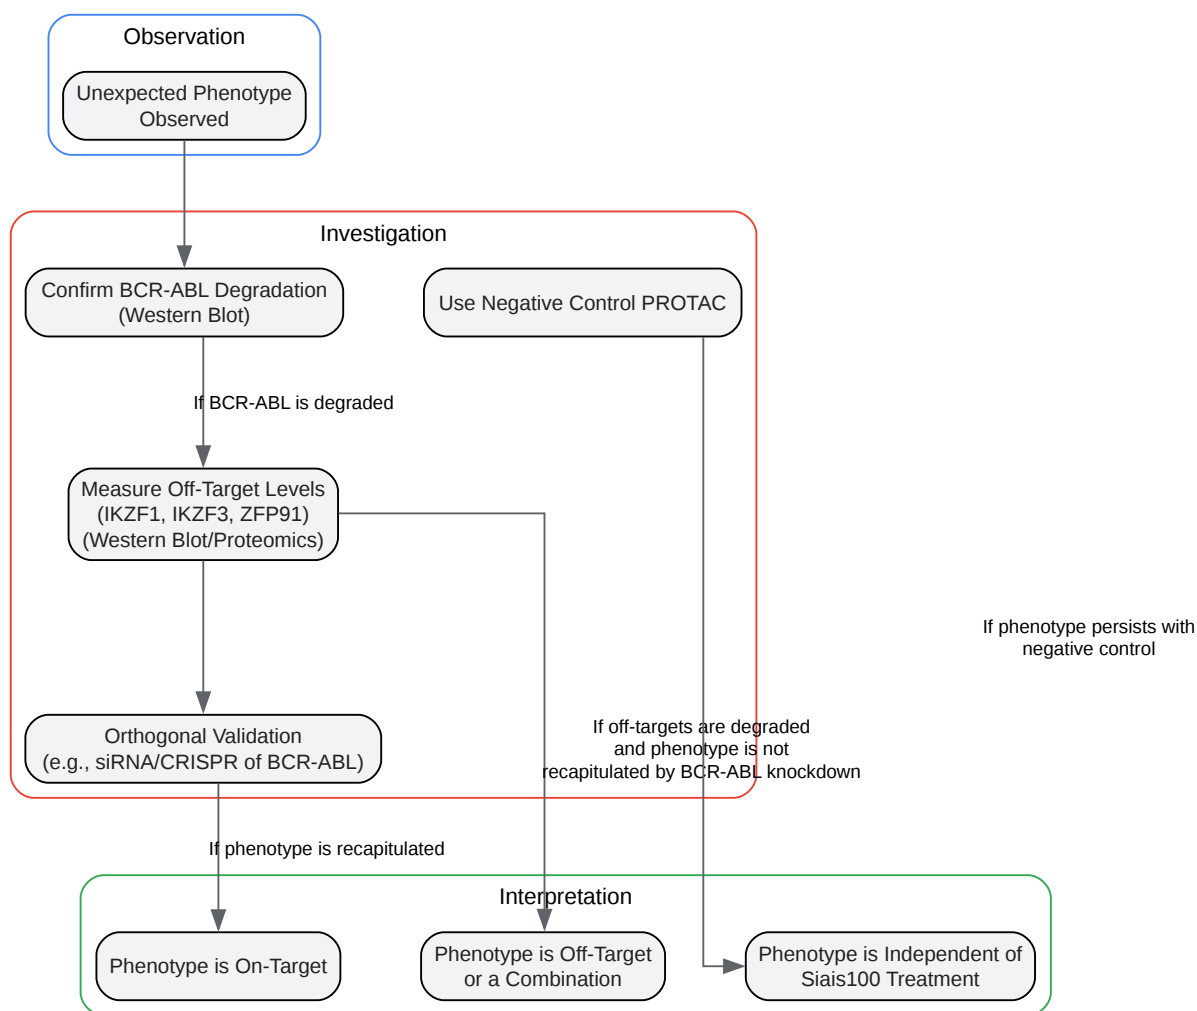 Observation
Unexpected Phenotype
Observed
Investigation
Confirm BCR-ABL Degradation
(Western Blot)
Use Negative Control PROTAC
If BCR-ABL is degraded
Measure Off-Target Levels
(IKZF1, IKZF3, ZFP91)
(Western Blot/Proteomics)
If phenotype persists with
negative control
Orthogonal Validation
(e.g., siRNA/CRISPR of BCR-ABL)
If off-targets are degraded
and phenotype is not
recapitulated by BCR-ABL knockdown
If phenotype is recapitulated
Interpretation
Phenotype is On-Target
Phenotype is Off-Target
or a Combination
Phenotype is Independent of
Siais100 Treatment